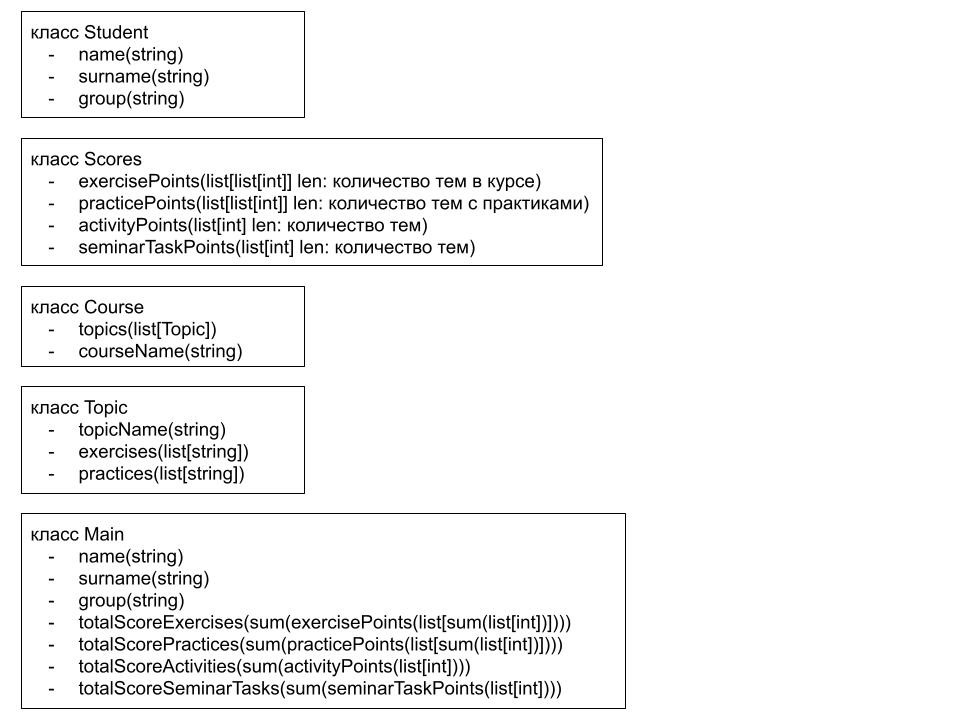 класс Student
- name(string)
- surname(string)
- group(string)
класс Scores
- exercisePoints(list[list[int]] len: количество тем в курсе)
- practicePoints(list[list[int]] len: количество тем с практиками)
- activityPoints(list[int] len: количество тем)
- seminarTaskPoints(list[int] len: количество тем)
класс Course
- topics(list[Topic])
- courseName(string)
класс Topic
- topicName(string)
- exercises(list[string])
- practices(list[string])
класс Main
- name(string)
- surname(string)
- group(string)
- totalScoreExercises(sum(exercisePoints(list[sum(list[int])])))
- totalScorePractices(sum(practicePoints(list[sum(list[int])])))
- totalScoreActivities(sum(activityPoints(list[int])))
- totalScoreSeminarTasks(sum(seminarTaskPoints(list[int])))